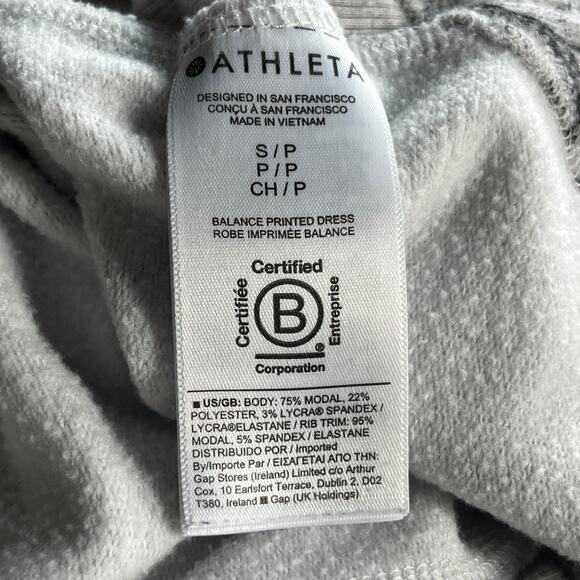 ATHLETA
DESIGNED IN SAN FRANCISCO
CONÇU À SAN FRANCISCO
MADE IN VIETNAM
S / P
P / P
CH / P
BALANCE PRINTED DRESS
ROBE IMPRIMÉE BALANCE
Certified
Certifiée
B
Entreprise
®
Corporation
■ US/GB: BODY: 75% MODAL, 22%
POLYESTER, 3% LYCRA® SPANDEX /
LYCRA®ELASTANE / RIB TRIM: 95%
MODAL, 5% SPANDEX / ELASTANE
DISTRIBUIDO POR / Imported
By/Importe Par / ΕΙΣΑΓΕΤΑΙ ΑΠΟ ΤΗΝ:
Gap Stores (Ireland) Limited c/o Arthur
Cox, 10 Earlsfort Terrace, Dublin 2, D02
T380, Ireland Gap (UK Holdings)